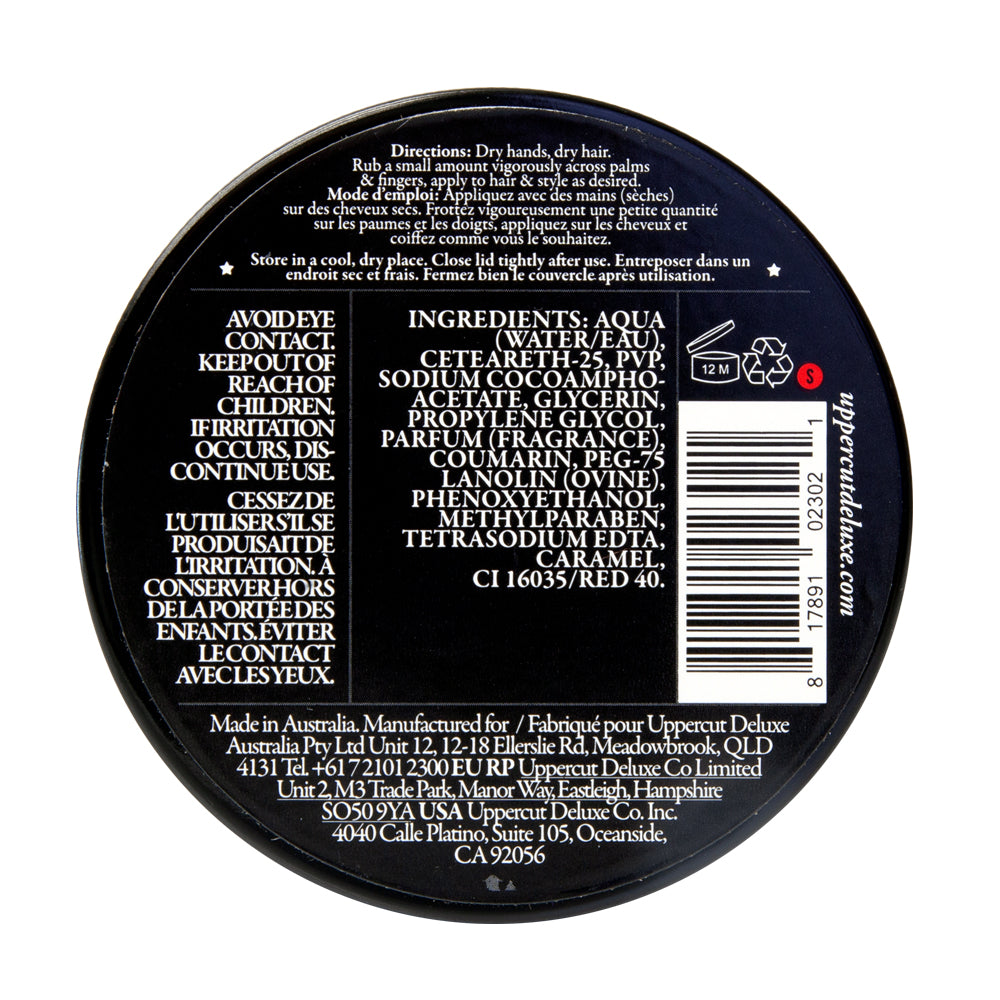 Directions: Dry hands, dry hair.
Rub a small amount vigorously across palms
& fingers, apply to hair & style as desired.
Mode d'emploi: Appliquez avec des mains (sèches)
sur des cheveux secs. Frottez vigoureusement une petite quantité
sur les paumes et les doigts, appliquez sur les cheveux et
coiffez comme vous le souhaitez.
Store in a cool, dry place. Close lid tightly after use. Entreposer dans un
endroit sec et frais. Fermez bien le couvercle après utilisation.
AVOID EYE
CONTACT.
KEEP OUT OF
REACH OF
CHILDREN.
IF IRRITATION
OCCURS, DIS-
CONTINUE USE.
CESSEZ DE
L'UTILISER S'IL SE
PRODUISAIT DE
L'IRRITATION. À
CONSERVER HORS
DE LA PORTÉE DES
ENFANTS. ÉVITER
LE CONTACT
AVEC LES YEUX.
INGREDIENTS: AQUA
(WATER/EAU),
CETEARETH-25, PVP,
SODIUM COCOAMPHO-
ACETATE, GLYCERIN,
PROPYLENE GLYCOL,
PARFUM (FRAGRANCE),
COUMARIN, PEG-75
LANOLIN (OVINE),
PHENOXYETHANOL,
METHYLPARABEN,
TETRASODIUM EDTA,
CARAMEL,
CI 16035/RED 40.
12 M
S
8 17891 02302 1
uppercutdeluxe.com
Made in Australia. Manufactured for / Fabriqué pour Uppercut Deluxe
Australia Pty Ltd Unit 12, 12-18 Ellerslie Rd, Meadowbrook, QLD
4131 Tel. +61 7 2101 2300 EU RP Uppercut Deluxe Co Limited
Unit 2, M3 Trade Park, Manor Way, Eastleigh, Hampshire
SO50 9YA USA Uppercut Deluxe Co. Inc.
4040 Calle Platino, Suite 105, Oceanside,
CA 92056